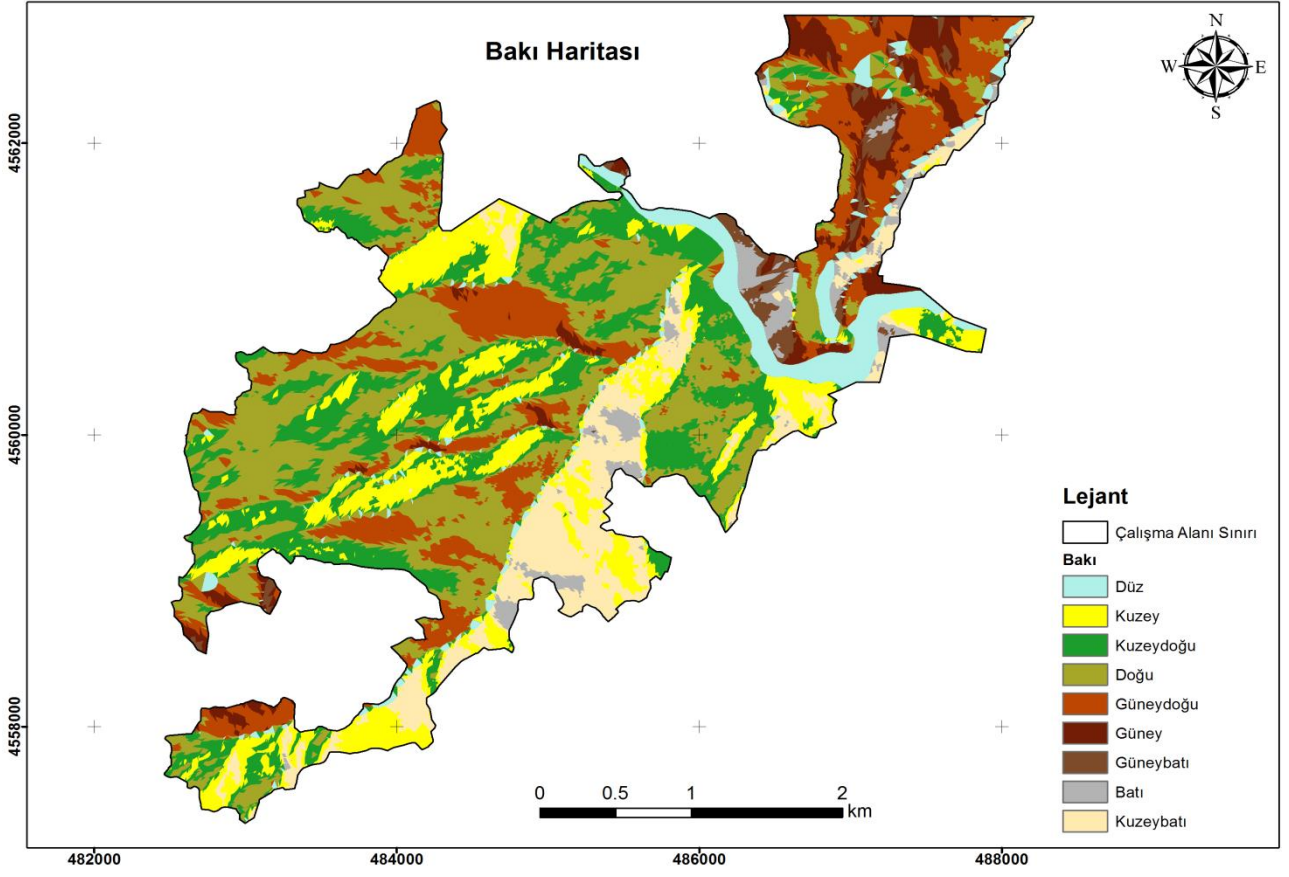 Bakı Haritası
N
W E
S
4562000
4560000
4558000
482000 484000 486000 488000
0 0.5 1 2
km
Lejant
Çalışma Alanı Sınırı
Bakı
Düz
Kuzey
Kuzeydoğu
Doğu
Güneydoğu
Güney
Güneybatı
Batı
Kuzeybatı